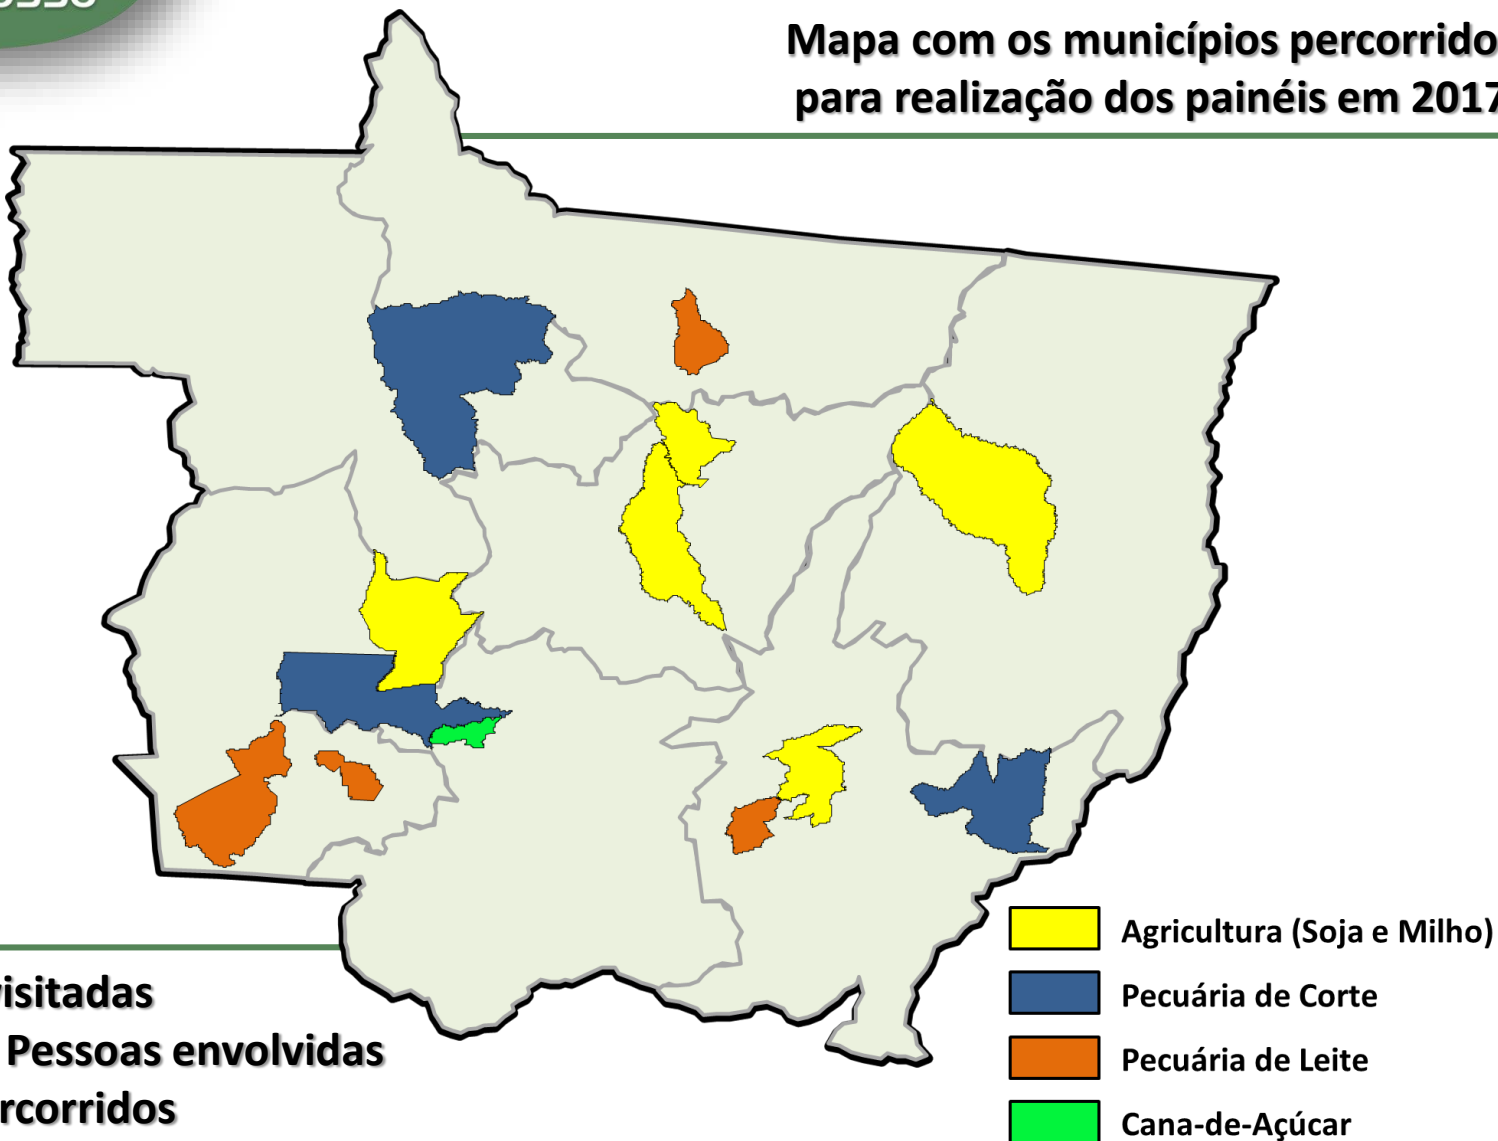 Mapa com os municípios percorrido
para realização dos painéis em 2017
Agricultura (Soja e Milho)
Pecuária de Corte
Pecuária de Leite
Cana-de-Açúcar
isitadas
Pessoas envolvidas
rcorridos